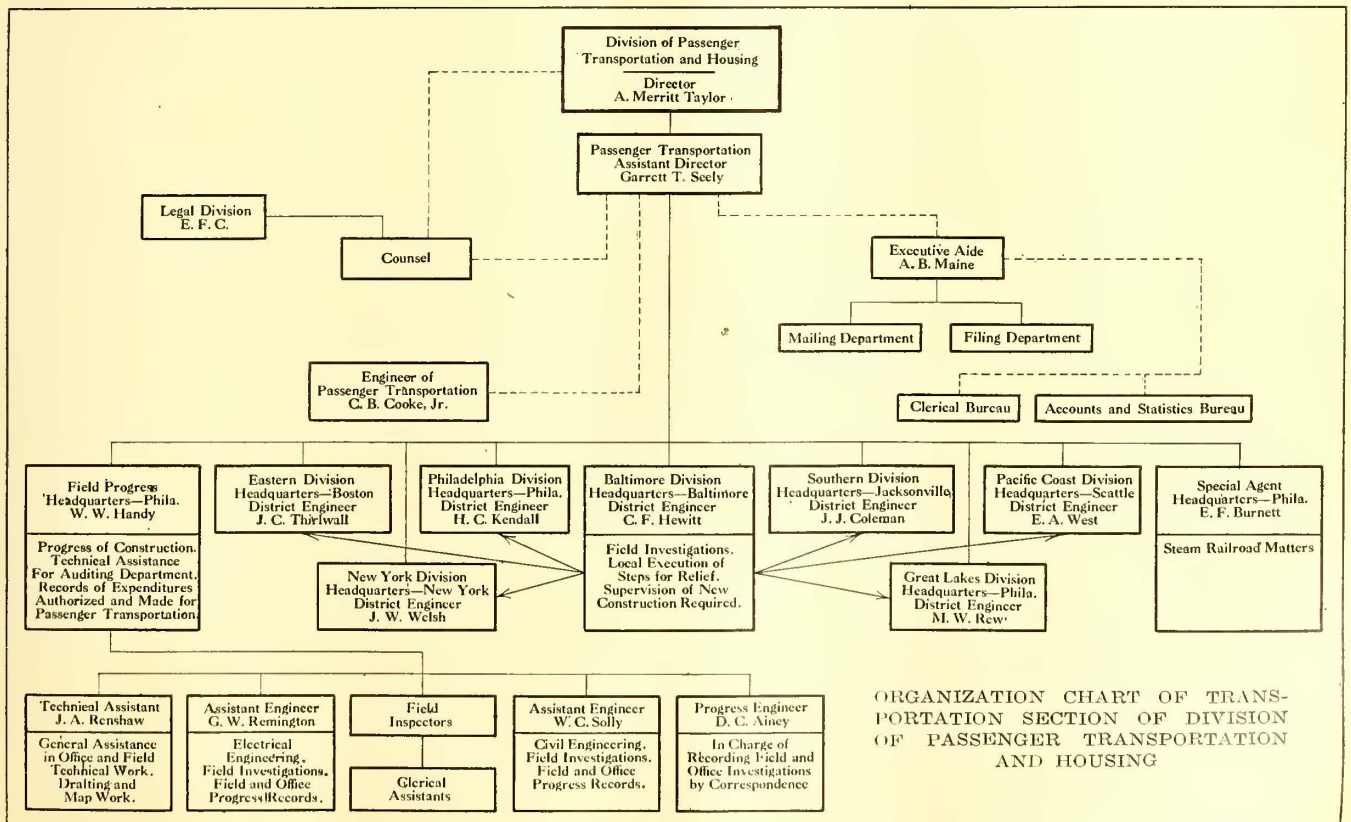 Division of Passenger
Transportation and Housing
Director
A. Merritt Taylor
Passenger Transportation
Assistant Director
Garrett T. Seely
Legal Division
E. F. C.
Counsel
Executive Aide
A. B. Maine
Mailing Department
Filing Department
Engineer of
Passenger Transportation
C. B. Cooke, Jr.
Clerical Bureau
Accounts and Statistics Bureau
Field Progress
Headquarters—Phila.
W. W. Handy
Progress of Construction.
Technical Assistance
For Auditing Department.
Records of Expenditures
Authorized and Made for
Passenger Transportation.
Eastern Division
Headquarters—Boston
District Engineer
J. C. Thirlwall
Philadelphia Division
Headquarters—Phila.
District Engineer
H. C. Kendall
Baltimore Division
Headquarters—Baltimore
District Engineer
C. F. Hewitt
Field Investigations.
Local Execution of
Steps for Relief.
Supervision of New
Construction Required.
Southern Division
Headquarters—Jacksonville
District Engineer
J. J. Coleman
Pacific Coast Division
Headquarters—Seattle
District Engineer
E. A. West
Special Agent
Headquarters—Phila.
E. F. Burnett
Steam Railroad Matters
New York Division
Headquarters—New York
District Engineer
J. W. Welsh
Great Lakes Division
Headquarters—Phila.
District Engineer
M. W. Rew
Technical Assistant
J. A. Renshaw
General Assistance
in Office and Field
Technical Work.
Drafting and
Map Work.
Assistant Engineer
G. W. Remington
Electrical
Engineering.
Field Investigations.
Field and Office
Progress Records.
Field
Inspectors
Clerical
Assistants
Assistant Engineer
W. C. Solly
Civil Engineering.
Field Investigations.
Field and Office
Progress Records.
Progress Engineer
D. C. Ainey
In Charge of
Recording Field and
Office Investigations
by Correspondence
ORGANIZATION CHART OF TRANS-
PORTATION SECTION OF DIVISION
OF PASSENGER TRANSPORTATION
AND HOUSING